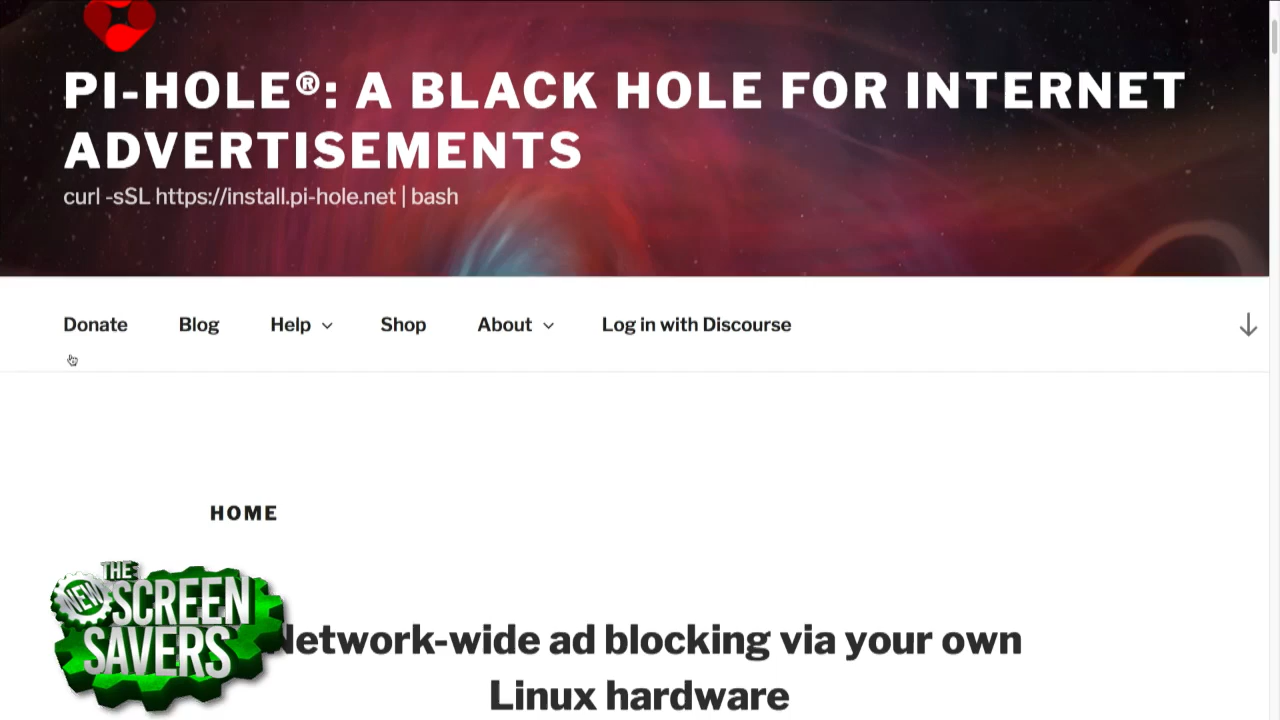 PI-HOLE®: A BLACK HOLE FOR INTERNET
ADVERTISEMENTS
curl -sSL https://install.pi-hole.net | bash
Donate Blog Help Shop About Log in with Discourse
HOME
THE
NEW SCREEN
SAVERS
Network-wide ad blocking via your own
Linux hardware